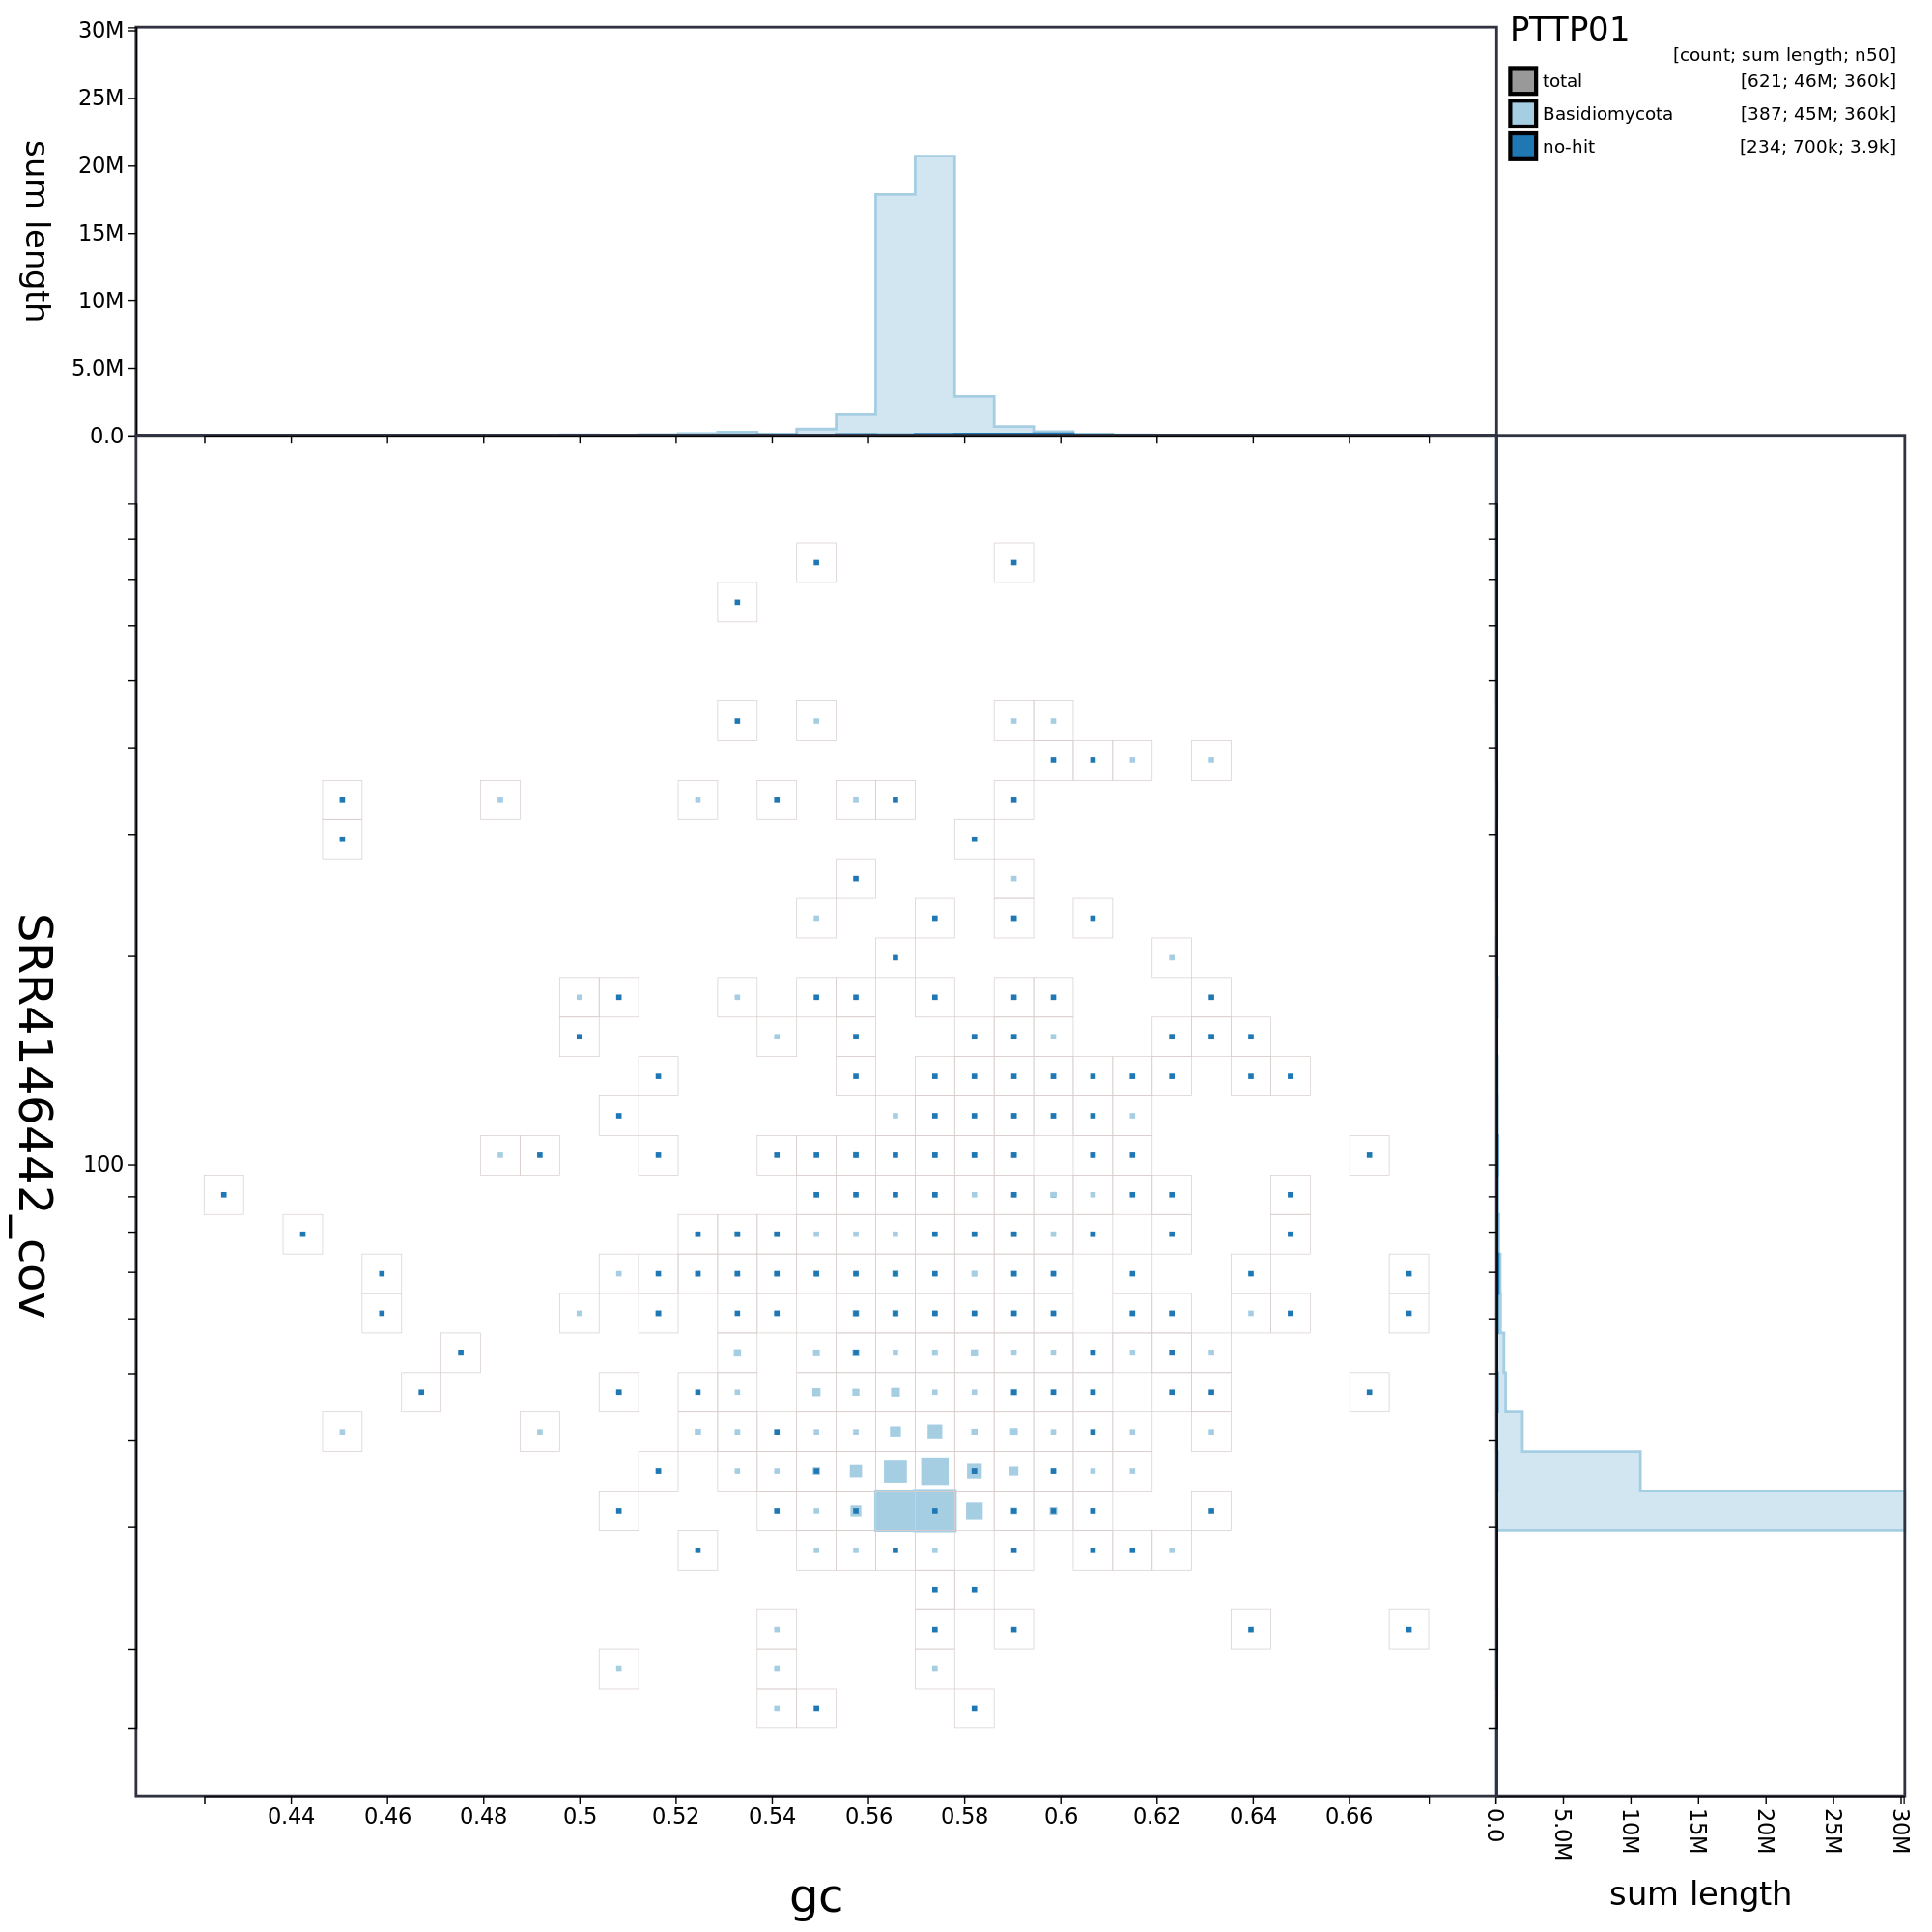 PTTP01
[count; sum length; n50]
total [621; 46M; 360k]
Basidiomycota [387; 45M; 360k]
no-hit [234; 700k; 3.9k]
30M
25M
20M
15M
10M
5.0M
0.0
sum length
100
SRR4114642_cov
0.44 0.46 0.48 0.5 0.52 0.54 0.56 0.58 0.6 0.62 0.64 0.66
gc
0.0 5.0M 10M 15M 20M 25M 30M
sum length